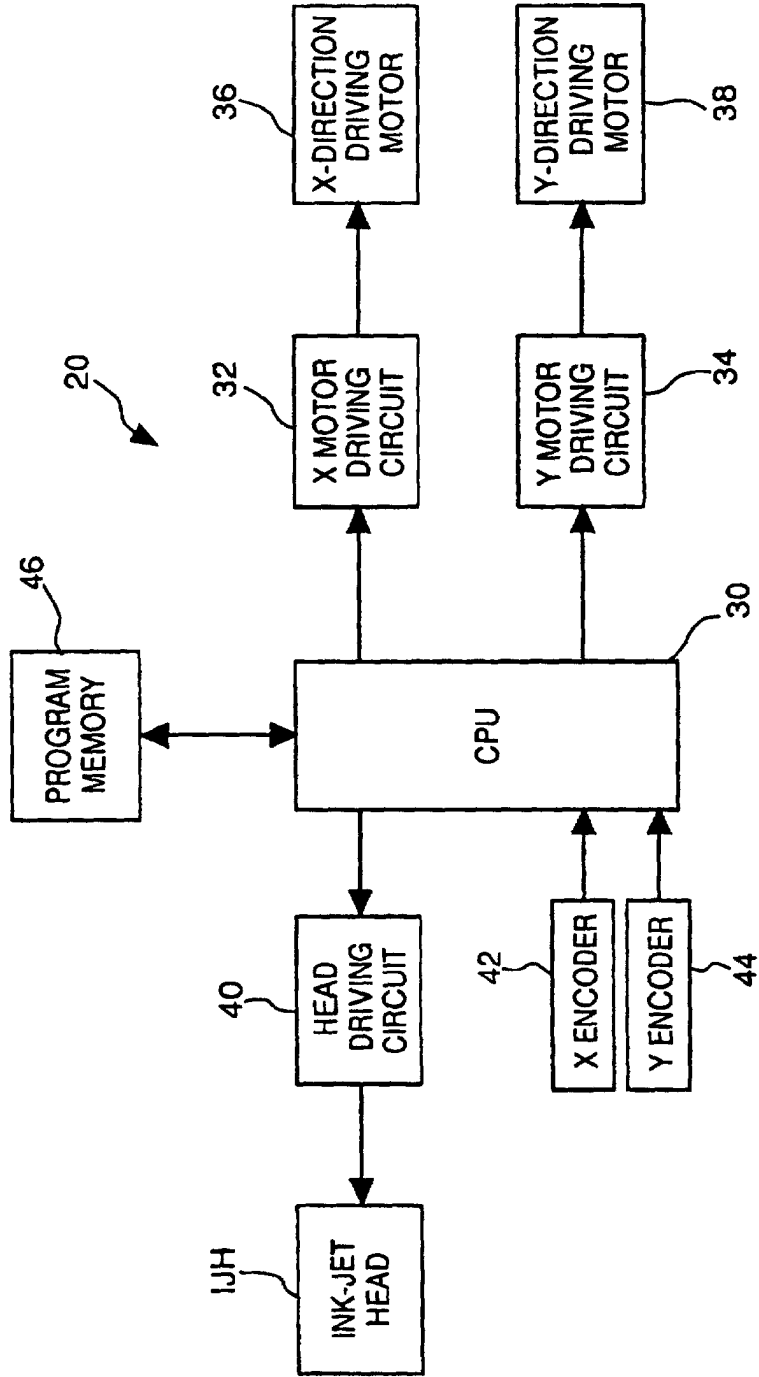 20
46
PROGRAM
MEMORY
IJH
INK-JET
HEAD
40
HEAD
DRIVING
CIRCUIT
CPU
30
32
X MOTOR
DRIVING
CIRCUIT
36
X-DIRECTION
DRIVING
MOTOR
42
X ENCODER
Y ENCODER
44
Y MOTOR
DRIVING
CIRCUIT
34
Y-DIRECTION
DRIVING
MOTOR
38